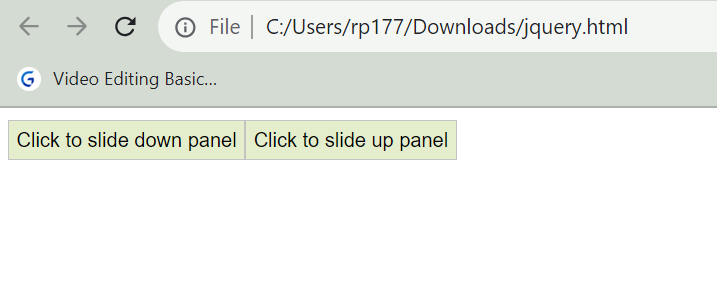 File C:/Users/rp177/Downloads/jquery.html
G Video Editing Basic...
Click to slide down panel Click to slide up panel